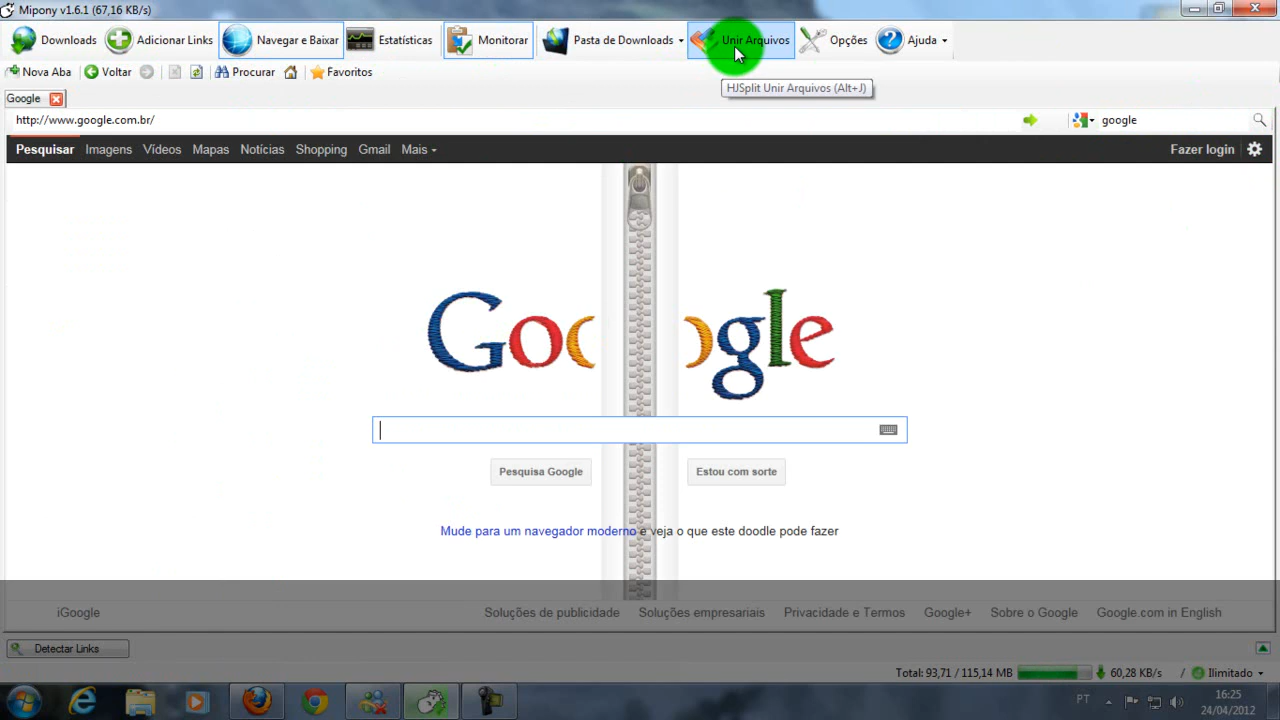 Mipony v1.6.1 (67,16 KB/s)
Downloads Adicionar Links Navegar e Baixar Estatísticas Monitorar Pasta de Downloads Unir Arquivos Opções Ajuda
Nova Aba Voltar Procurar Favoritos
HJSplit Unir Arquivos (Alt+J)
Google
http://www.google.com.br/ google
Pesquisar Imagens Vídeos Mapas Notícias Shopping Gmail Mais Fazer login
Google
Pesquisa Google Estou com sorte
Mude para um navegador moderno e veja o que este doodle pode fazer
iGoogle Soluções de publicidade Soluções empresariais Privacidade e Termos Google+ Sobre o Google Google.com in English
Detectar Links
Total: 93,71 / 115,14 MB 60,28 KB/s / Ilimitado
PT 16:25
24/04/2012